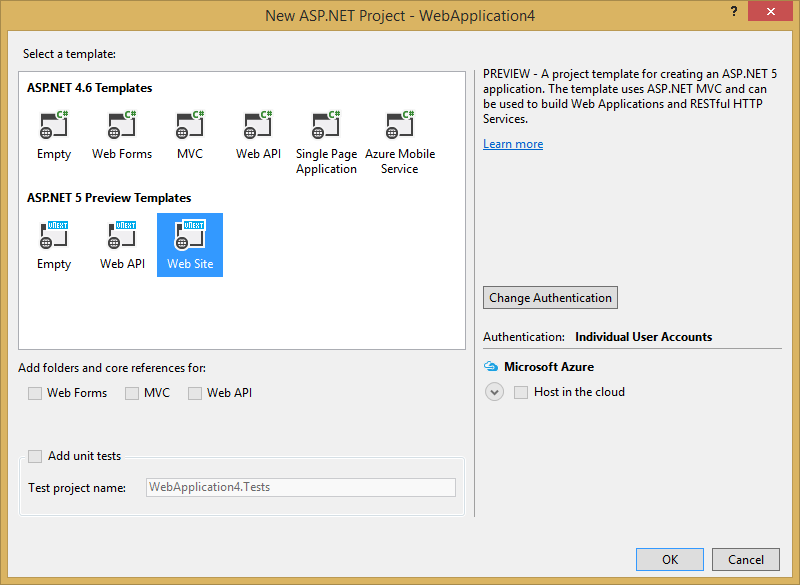 New ASP.NET Project - WebApplication4
?
Select a template:
ASP.NET 4.6 Templates
C# C# C# C# C# C#
Empty Web Forms MVC Web API Single Page Application Azure Mobile Service
ASP.NET 5 Preview Templates
vNEXT vNEXT vNEXT
Empty Web API Web Site
PREVIEW - A project template for creating an ASP.NET 5
application. The template uses ASP.NET MVC and can
be used to build Web Applications and RESTful HTTP
Services.
Learn more
Change Authentication
Authentication: Individual User Accounts
Microsoft Azure
Host in the cloud
Add folders and core references for:
Web Forms MVC Web API
Add unit tests
Test project name: WebApplication4.Tests
OK Cancel